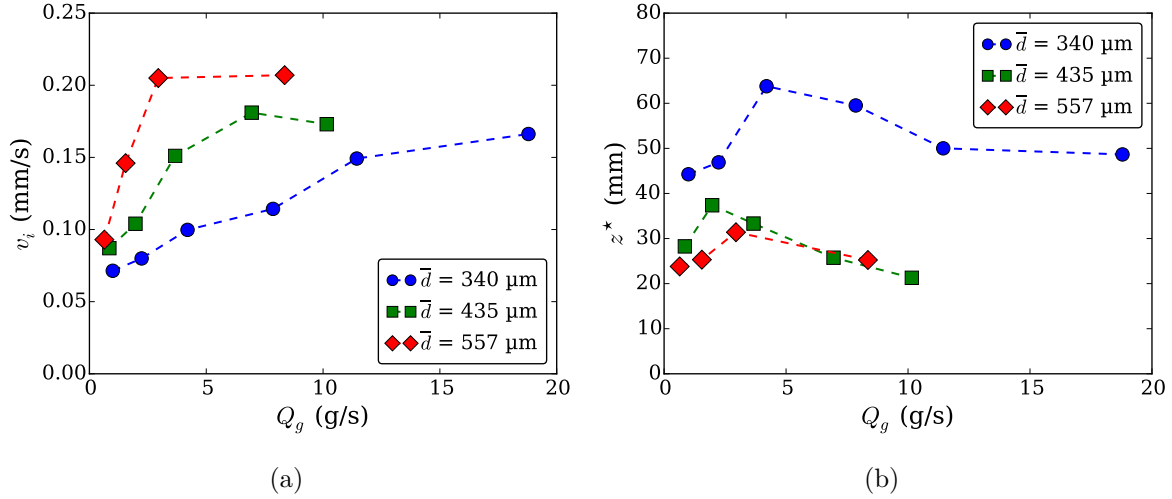 0.25
0.20
0.15
0.10
0.05
0.00
v_i (mm/s)
0
5
10
15
20
Q_g (g/s)
d̅ = 340 µm
d̅ = 435 µm
d̅ = 557 µm
(a)
80
70
60
50
40
30
20
10
0
z* (mm)
0
5
10
15
20
Q_g (g/s)
d̅ = 340 µm
d̅ = 435 µm
d̅ = 557 µm
(b)